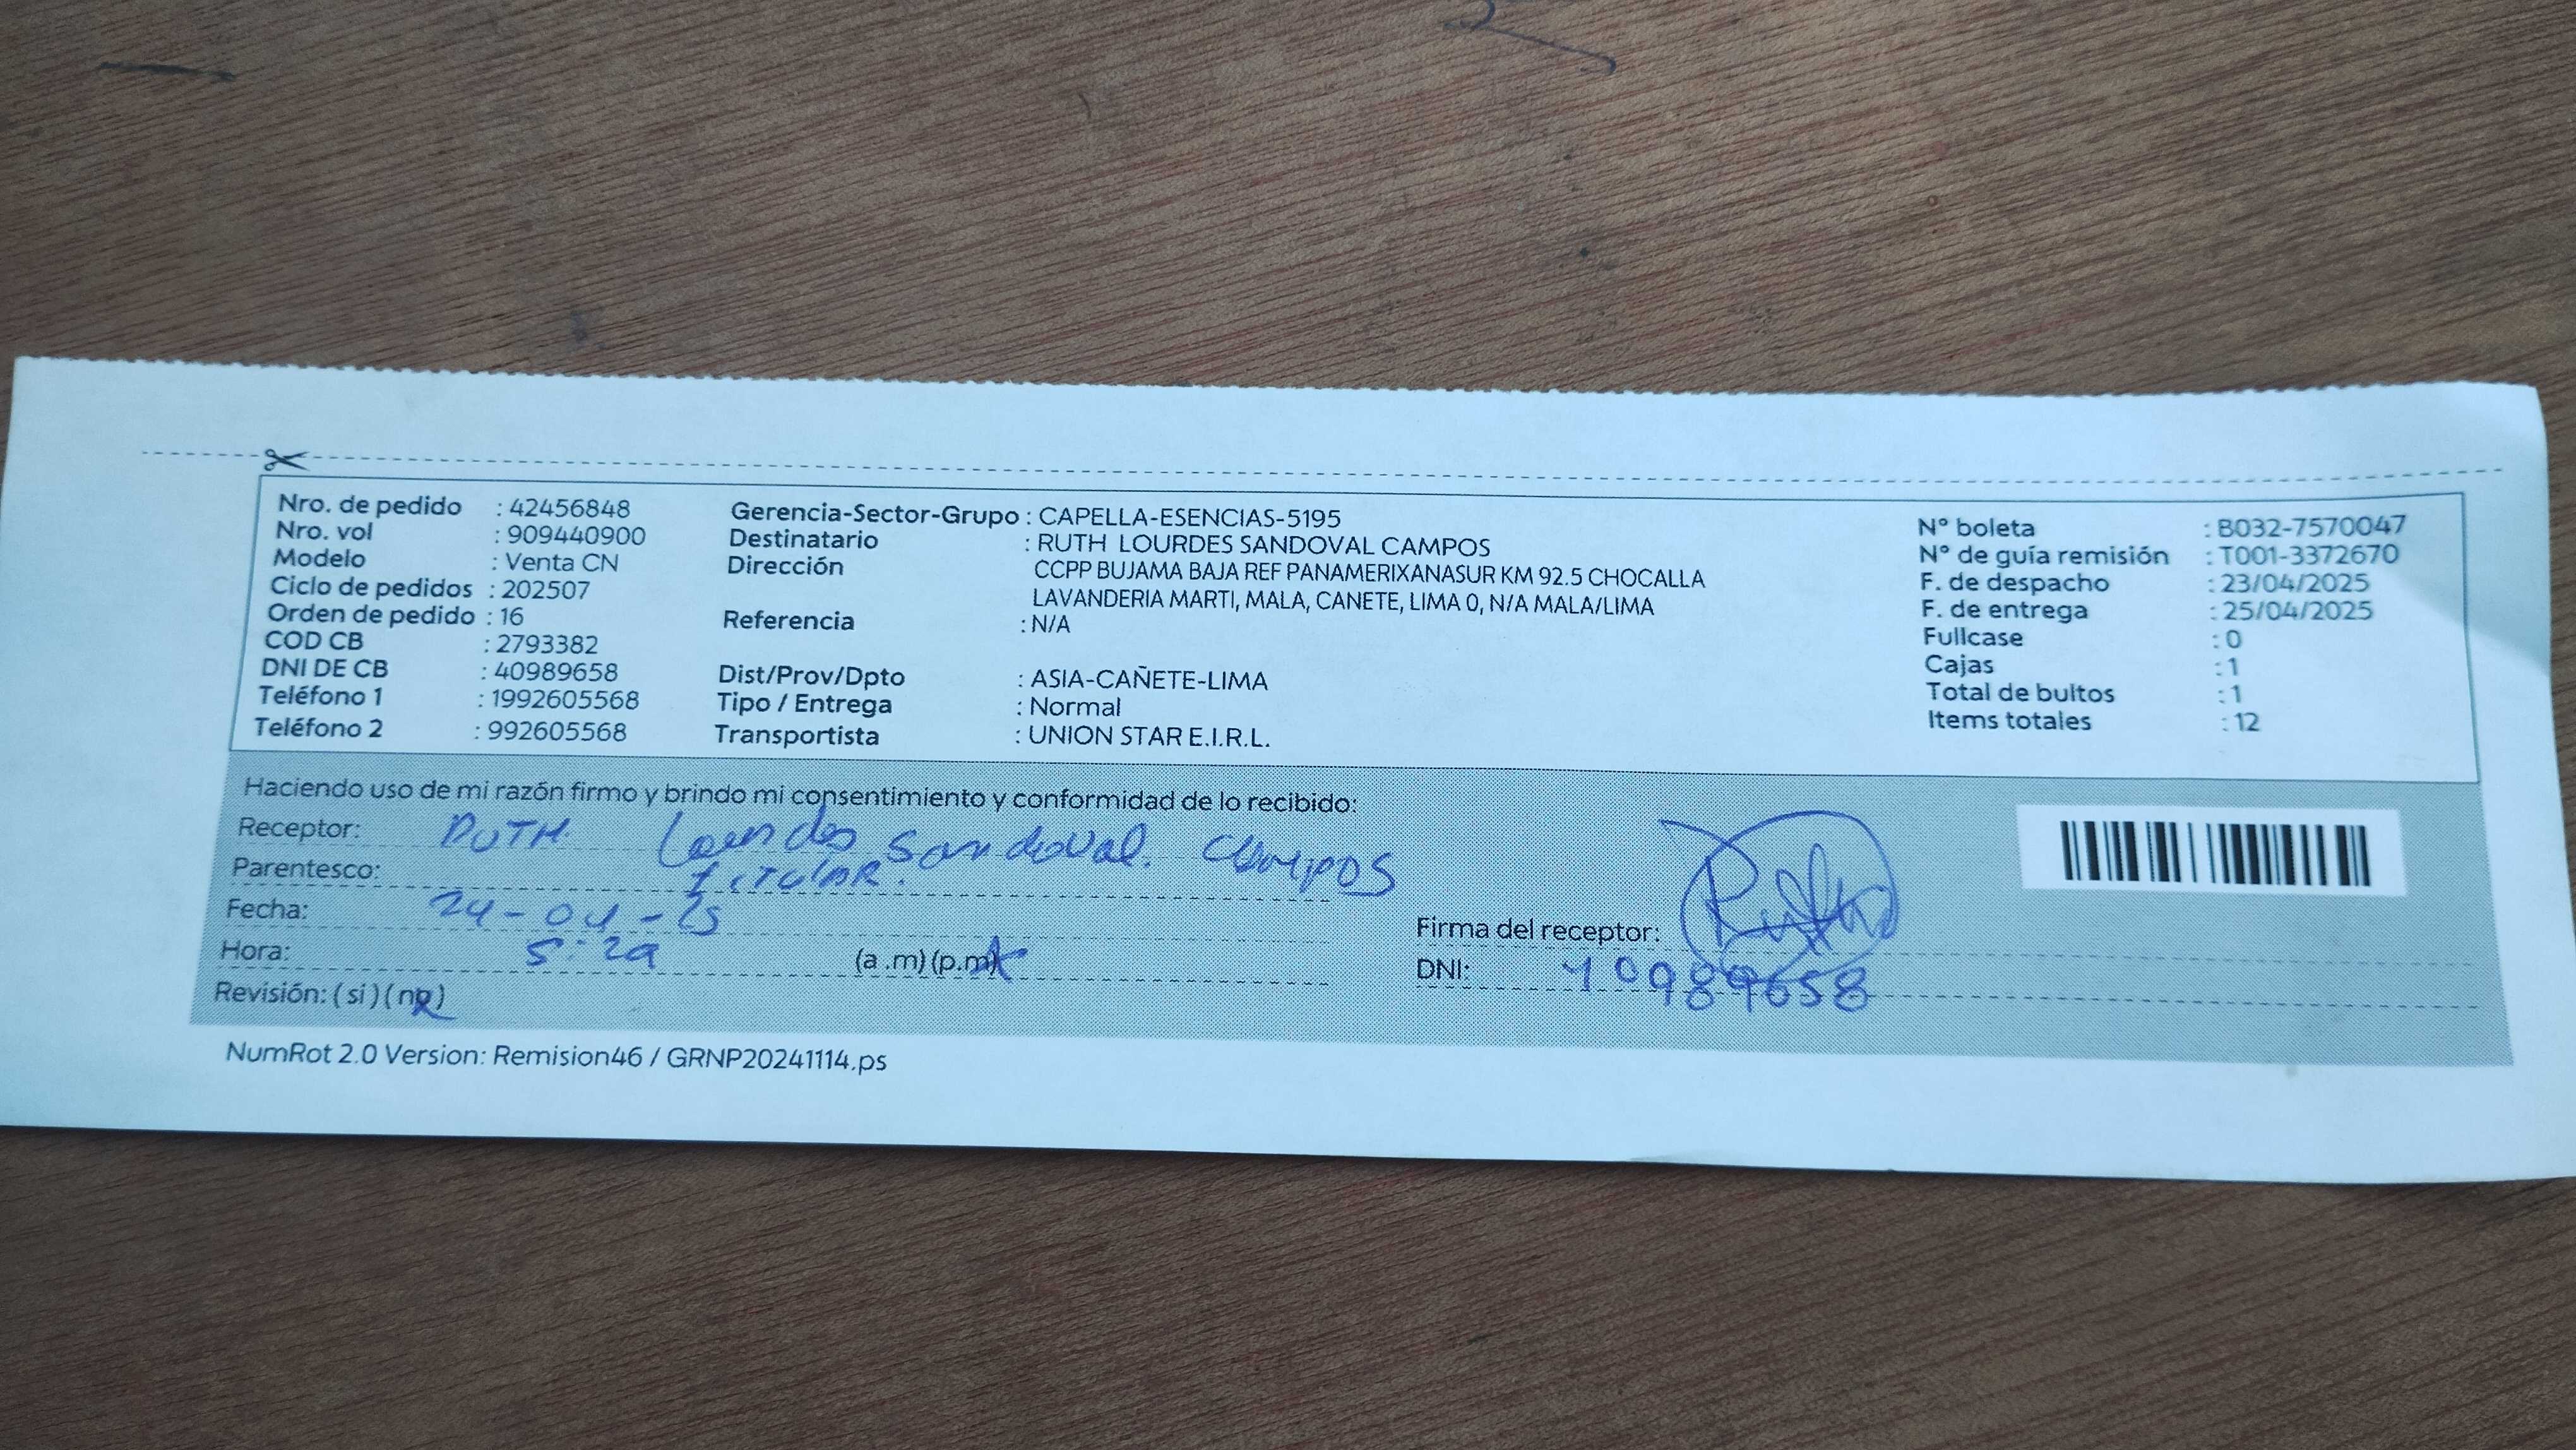 Nro. de pedido : 42456848
Nro. vol : 909440900
Modelo : Venta CN
Ciclo de pedidos : 202507
Orden de pedido : 16
COD CB : 2793382
DNI DE CB : 40989658
Teléfono 1 : 1992605568
Teléfono 2 : 992605568
Gerencia-Sector-Grupo : CAPELLA-ESENCIAS-5195
Destinatario : RUTH LOURDES SANDOVAL CAMPOS
Dirección CCPP BUJAMA BAJA REF PANAMERIXANASUR KM 92.5 CHOCALLA
LAVANDERIA MARTI, MALA, CANETE, LIMA 0, N/A MALA/LIMA
Referencia : N/A
Dist/Prov/Dpto : ASIA-CAÑETE-LIMA
Tipo / Entrega : Normal
Transportista : UNION STAR E.I.R.L.
N° boleta : B032-7570047
N° de guía remisión : T001-3372670
F. de despacho : 23/04/2025
F. de entrega : 25/04/2025
Fullcase : 0
Cajas : 1
Total de bultos : 1
Items totales : 12
Haciendo uso de mi razón firmo y brindo mi consentimiento y conformidad de lo recibido:
Receptor: RUTH Lourdes Sandoval. Campos
Parentesco: TITULAR.
Fecha: 24-04-25
Hora: 5:29 (a .m) (p.m)
Revisión: ( si ) ( no )
Firma del receptor: Ruth
DNI: 40989658
NumRot 2.0 Version: Remision46 / GRNP20241114.ps